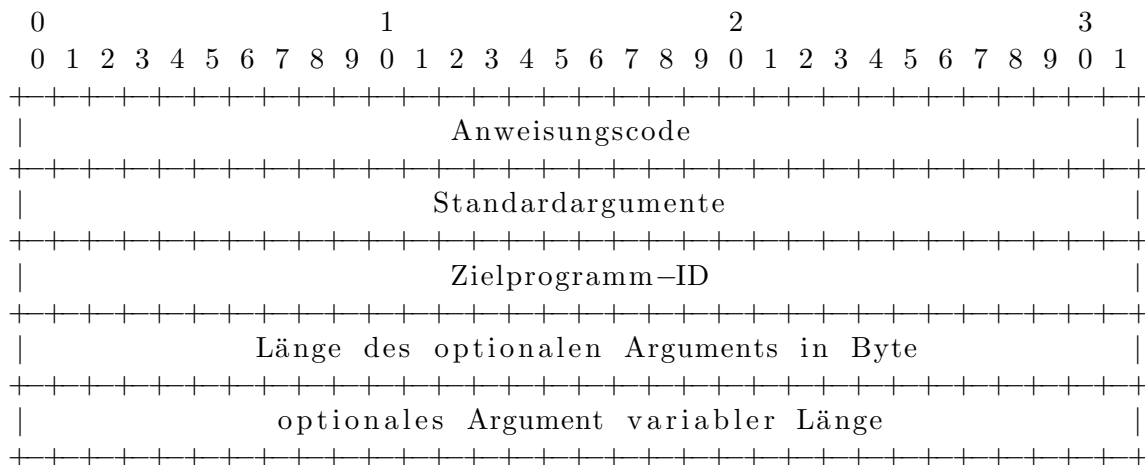 0 1 2 3
0 1 2 3 4 5 6 7 8 9 0 1 2 3 4 5 6 7 8 9 0 1 2 3 4 5 6 7 8 9 0 1
+-+-+-+-+-+-+-+-+-+-+-+-+-+-+-+-+-+-+-+-+-+-+-+-+-+-+-+-+-+-+-+-+
| Anweisungscode |
+-+-+-+-+-+-+-+-+-+-+-+-+-+-+-+-+-+-+-+-+-+-+-+-+-+-+-+-+-+-+-+-+
| Standardargumente |
+-+-+-+-+-+-+-+-+-+-+-+-+-+-+-+-+-+-+-+-+-+-+-+-+-+-+-+-+-+-+-+-+
| Zielprogramm−ID |
+-+-+-+-+-+-+-+-+-+-+-+-+-+-+-+-+-+-+-+-+-+-+-+-+-+-+-+-+-+-+-+-+
| Länge des optionalen Arguments in Byte |
+-+-+-+-+-+-+-+-+-+-+-+-+-+-+-+-+-+-+-+-+-+-+-+-+-+-+-+-+-+-+-+-+
| optionales Argument variabler Länge |
+-+-+-+-+-+-+-+-+-+-+-+-+-+-+-+-+-+-+-+-+-+-+-+-+-+-+-+-+-+-+-+-+